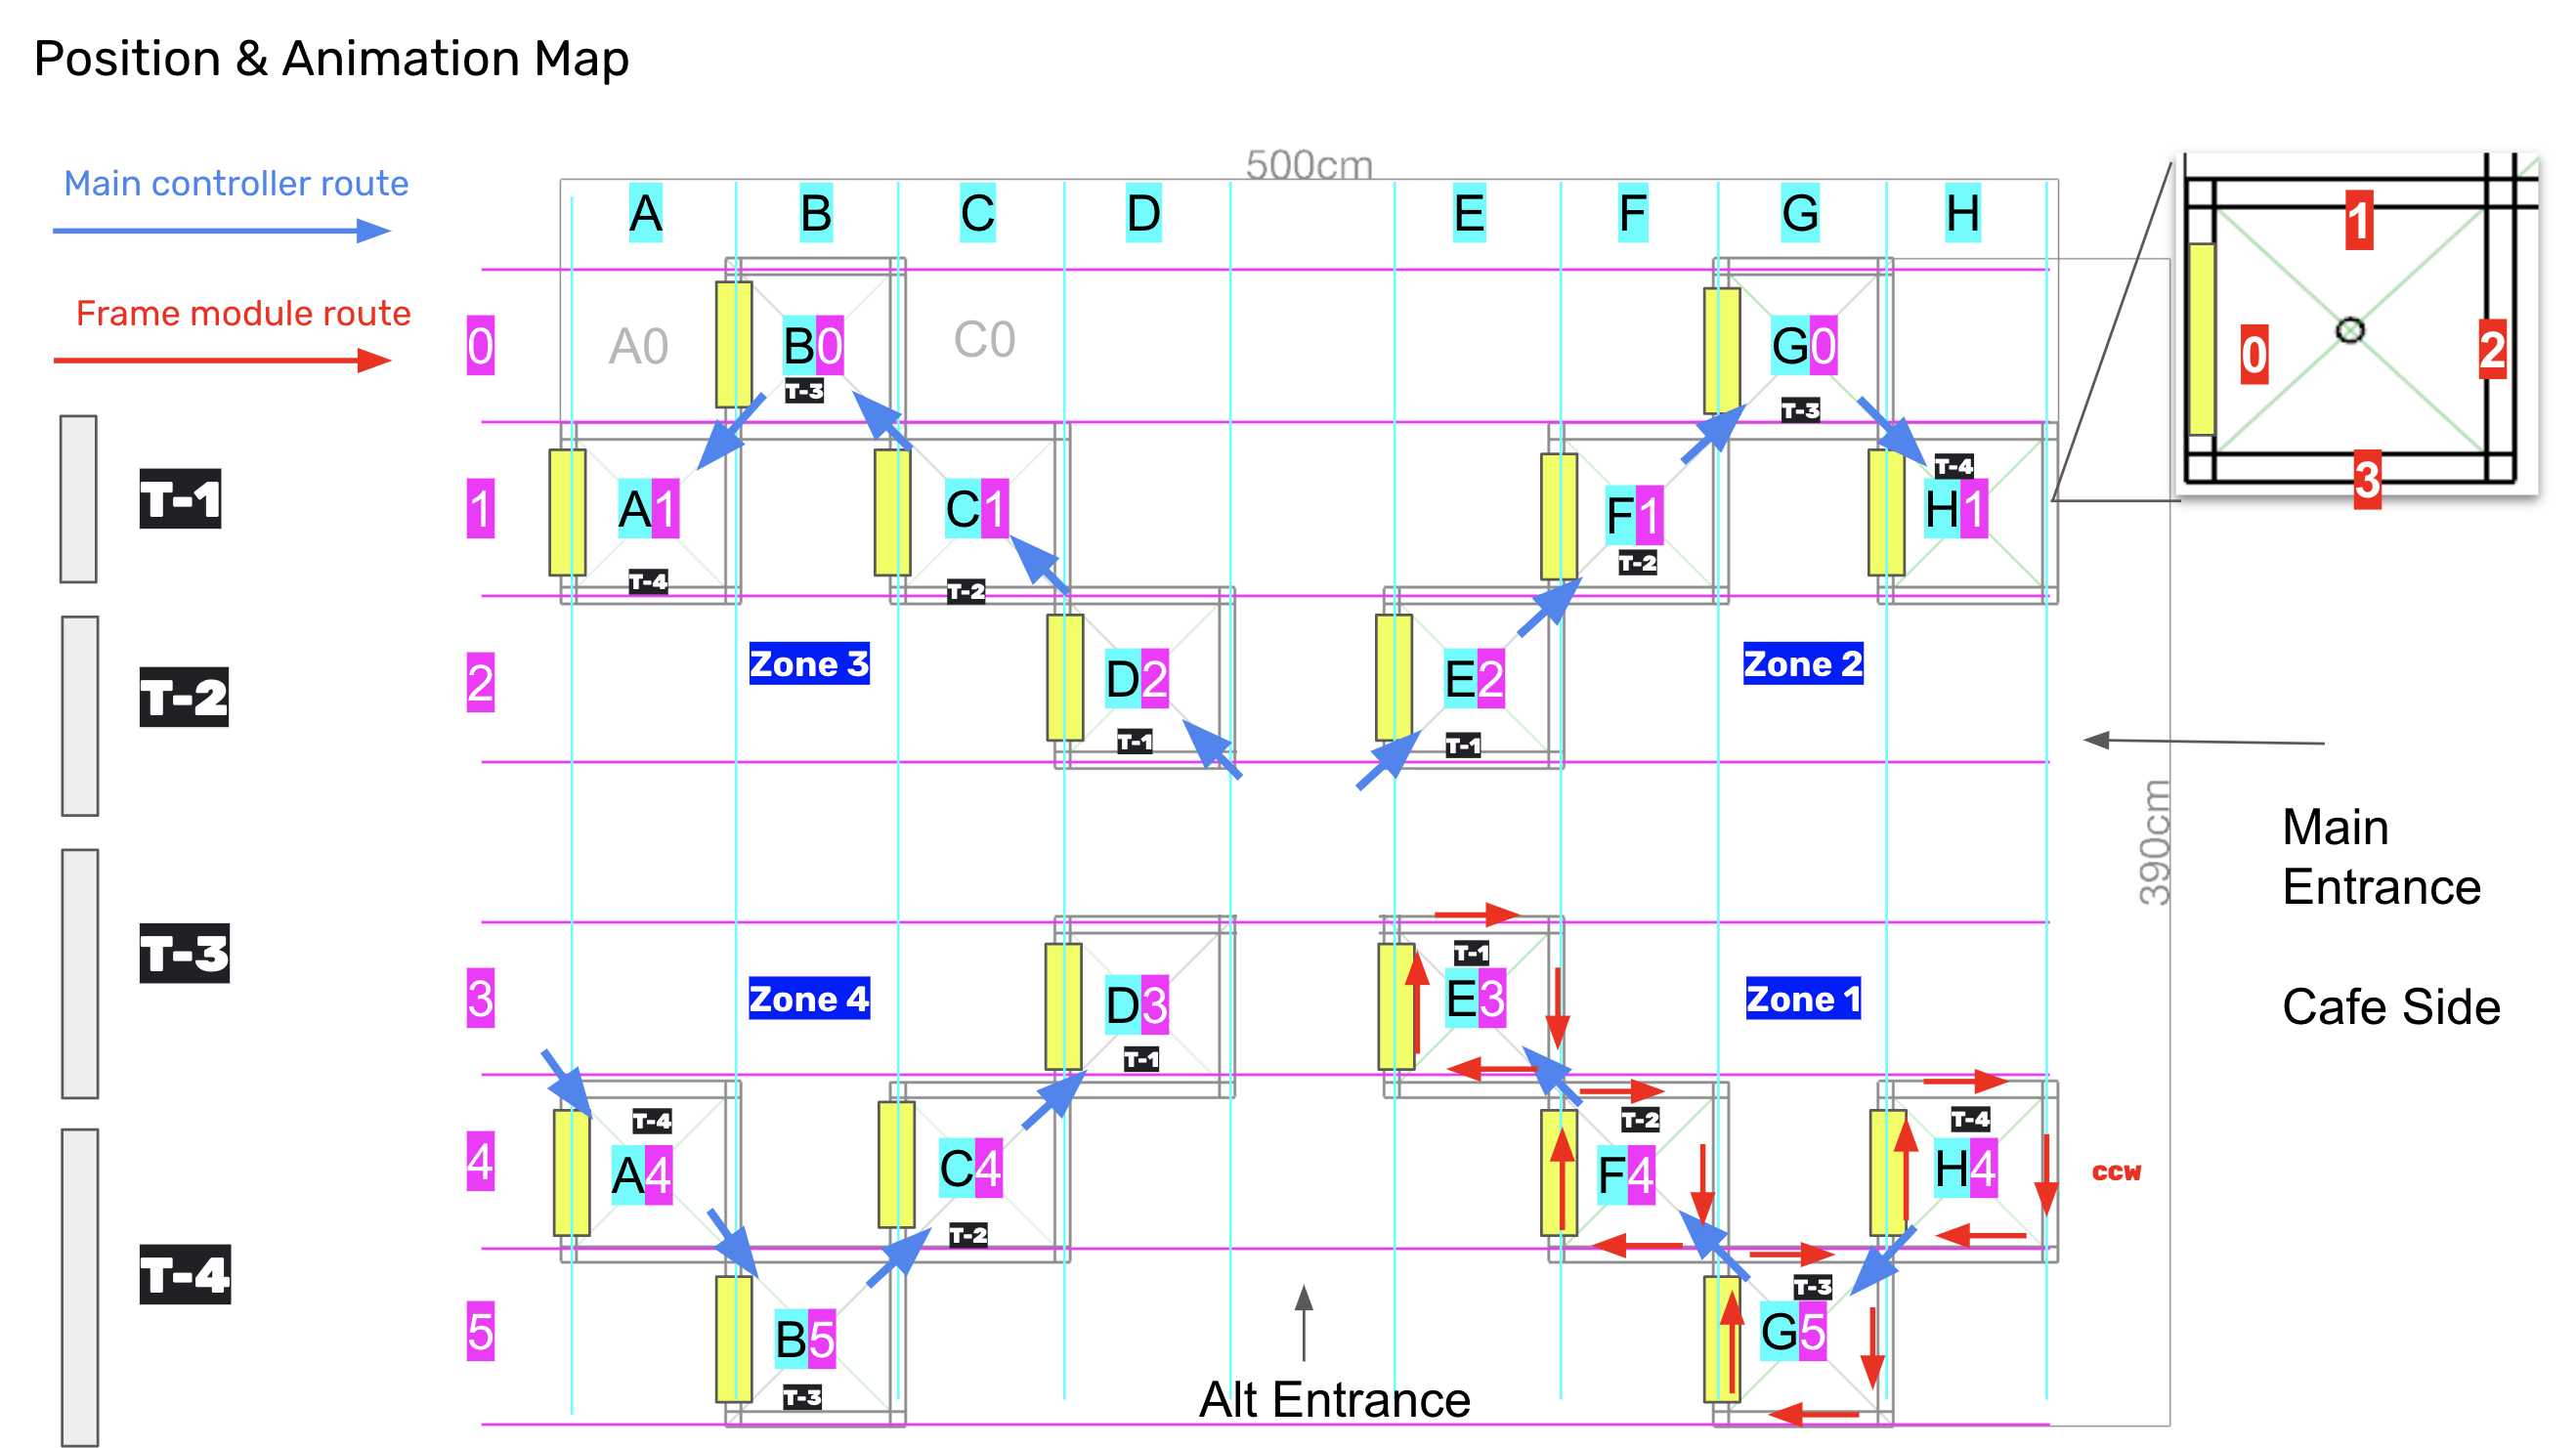 Position & Animation Map
500cm
Main controller route
Frame module route
A B C D E F G H
1
0 2
3
0 A0 B0 C0 G0
T-3 T-3
T-1
1 A1 C1 F1 H1
T-4 T-2 T-2 T-4
T-2
Zone 3 Zone 2
2 D2 E2
T-1 T-1
390cm
Main
Entrance
Cafe Side
T-3
3 Zone 4 D3 E3 Zone 1
T-1 T-1
4 A4 C4 F4 H4 ccw
T-4 T-2 T-2 T-4
T-4
5 B5 G5
T-3 T-3
Alt Entrance